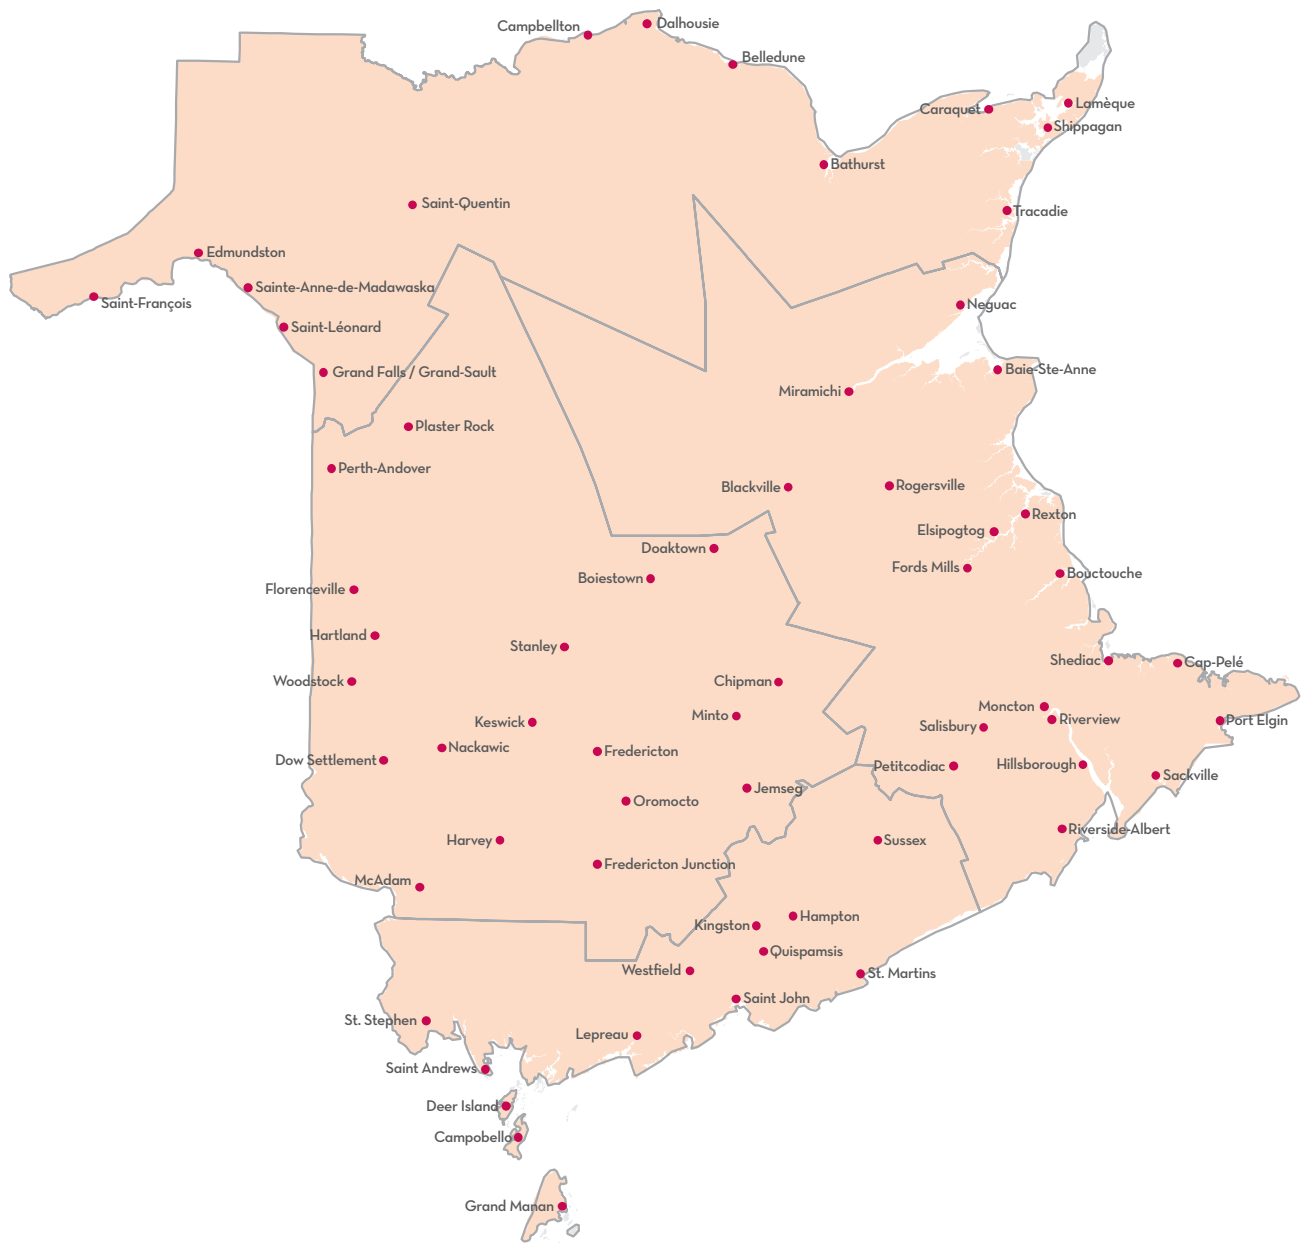 Dalhousie
Campbellton
Belledune
Lamèque
Caraquet
Shippagan
Bathurst
Saint-Quentin
Tracadie
Edmundston
Sainte-Anne-de-Madawaska
Saint-François
Neguac
Saint-Léonard
Baie-Ste-Anne
Grand Falls / Grand-Sault
Miramichi
Plaster Rock
Perth-Andover
Rogersville
Blackville
Rexton
Elsipogtog
Doaktown
Fords Mills
Bouctouche
Boiestown
Florenceville
Hartland
Stanley
Shediac
Cap-Pelé
Woodstock
Chipman
Moncton
Minto
Riverview
Port Elgin
Keswick
Salisbury
Nackawic
Fredericton
Dow Settlement
Hillsborough
Petitcodiac
Sackville
Jemseg
Oromocto
Riverside-Albert
Harvey
Sussex
Fredericton Junction
McAdam
Hampton
Kingston
Quispamsis
Westfield
St. Martins
Saint John
St. Stephen
Lepreau
Saint Andrews
Deer Island
Campobello
Grand Manan